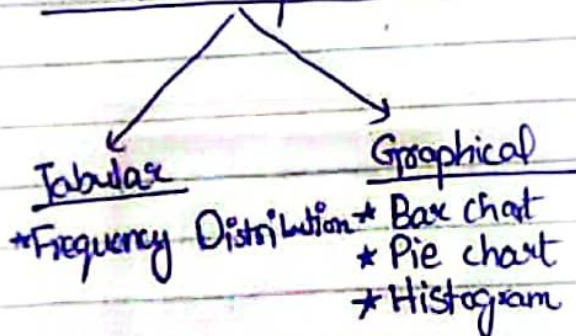 Tabular
*Frequency Distribution
Graphical
* Bar chart
* Pie chart
* Histogram